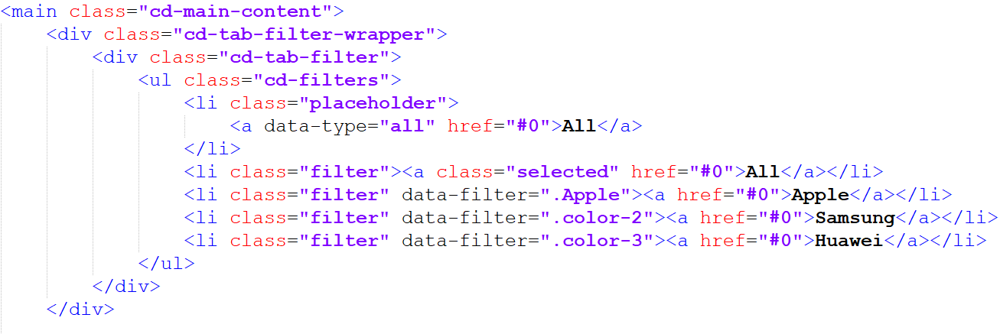 <main class="cd-main-content">
<div class="cd-tab-filter-wrapper">
<div class="cd-tab-filter">
<ul class="cd-filters">
<li class="placeholder">
<a data-type="all" href="#0">All</a>
</li>
<li class="filter"><a class="selected" href="#0">All</a></li>
<li class="filter" data-filter=".Apple"><a href="#0">Apple</a></li>
<li class="filter" data-filter=".color-2"><a href="#0">Samsung</a></li>
<li class="filter" data-filter=".color-3"><a href="#0">Huawei</a></li>
</ul>
</div>
</div>